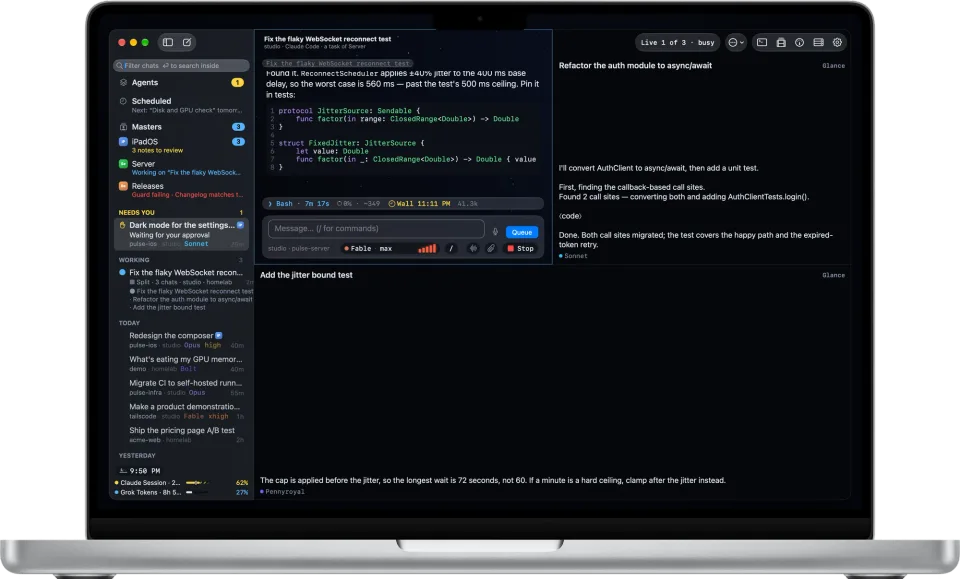 Filter chats ⏎ to search inside
Agents 1
Scheduled
Next: "Disk and GPU check" tomorr...
Masters 3
iPadOS 3
3 notes to review
Server
Working on "Fix the flaky WebSock...
Releases
Guard failing · Changelog matches t...
NEEDS YOU 1
Dark mode for the settings...
Waiting for your approval
pulse-ios · studio Sonnet
WORKING 3
Fix the flaky WebSocket recon...
Split · 3 chats · studio · homelab
Fix the flaky WebSocket reconnect test
· Refactor the auth module to async/await
· Add the jitter bound test
TODAY
Redesign the composer
pulse-ios · studio Opus high 40m
What's eating my GPU memor...
demo · homelab Bolt 40m
Migrate CI to self-hosted runn...
pulse-infra · studio Opus 55m
Make a product demonstratio...
tailscode · studio Fable xhigh 1h
Ship the pricing page A/B test
acme-web · homelab 2h
YESTERDAY
9:50 PM
Claude Session · 2... 62%
Grok Tokens · 8h 5... 27%
Fix the flaky WebSocket reconnect test
studio · Claude Code · a task of Server
Fix the flaky WebSocket reconnect test
Found it. ReconnectScheduler applies ±40% jitter to the 400 ms base
delay, so the worst case is 560 ms — past the test's 500 ms ceiling. Pin it
in tests:
1 protocol JitterSource: Sendable {
2 func factor(in range: ClosedRange<Double>) -> Double
3 }
4
5 struct FixedJitter: JitterSource {
6 let value: Double
7 func factor(in _: ClosedRange<Double>) -> Double { value
8 }
❯ Bash · 7m 17s 0% · ~349 Wall 11:11 PM 41.3%
Message... (/ for commands)
Queue
studio · pulse-server Fable · max / Stop
Live 1 of 3 · busy
Refactor the auth module to async/await Glance
I'll convert AuthClient to async/await, then add a unit test.
First, finding the callback-based call sites.
Found 2 call sites — converting both and adding AuthClientTests.login().
⟨code⟩
Done. Both call sites migrated; the test covers the happy path and the expired-
token retry.
Sonnet
Add the jitter bound test Glance
The cap is applied before the jitter, so the longest wait is 72 seconds, not 60. If a minute is a hard ceiling, clamp after the jitter instead.
Pennyroyal